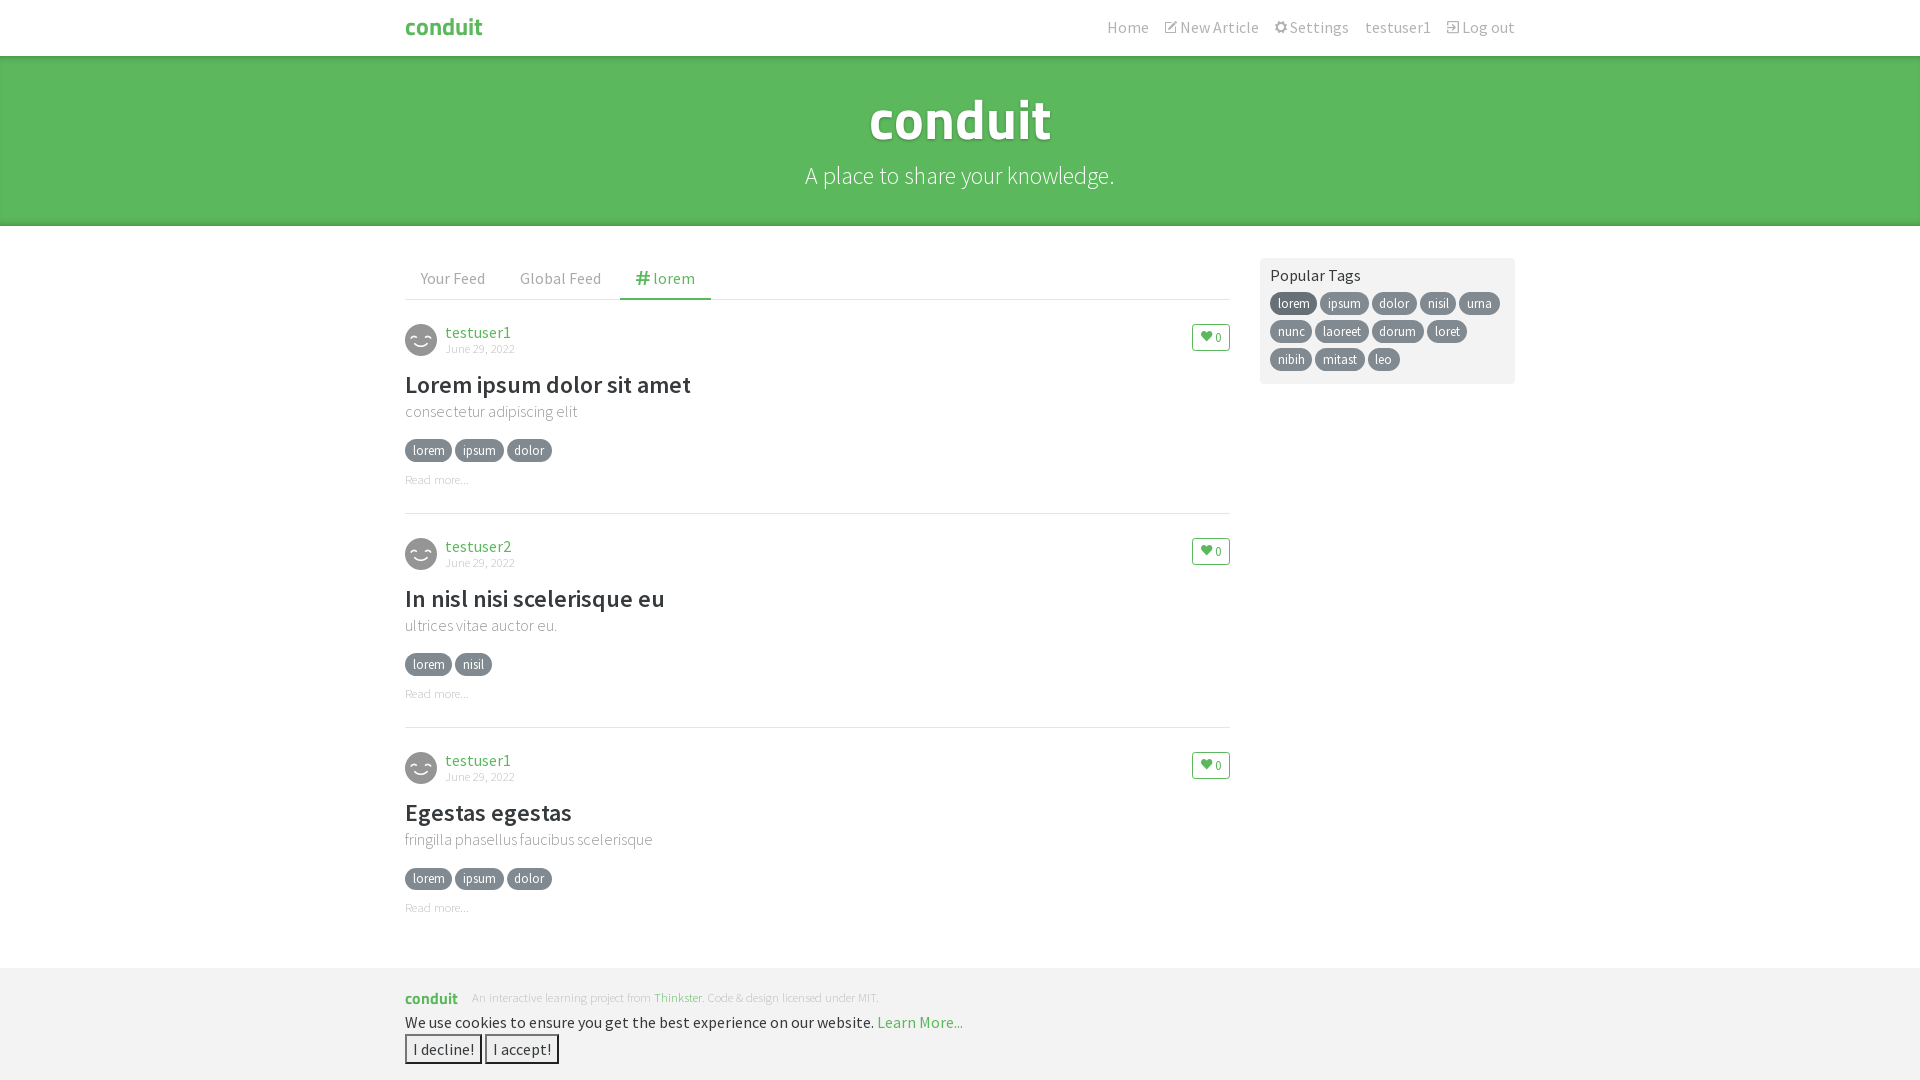 conduit
Home New Article Settings testuser1 Log out
conduit
A place to share your knowledge.
Your Feed Global Feed # lorem
testuser1
June 29, 2022
0
Lorem ipsum dolor sit amet
consectetur adipiscing elit
lorem ipsum dolor
Read more...
testuser2
June 29, 2022
0
In nisl nisi scelerisque eu
ultrices vitae auctor eu.
lorem nisil
Read more...
testuser1
June 29, 2022
0
Egestas egestas
fringilla phasellus faucibus scelerisque
lorem ipsum dolor
Read more...
Popular Tags
lorem ipsum dolor nisil urna
nunc laoreet dorum loret
nibih mitast leo
conduit An interactive learning project from Thinkster. Code & design licensed under MIT.
We use cookies to ensure you get the best experience on our website. Learn More...
I decline! I accept!